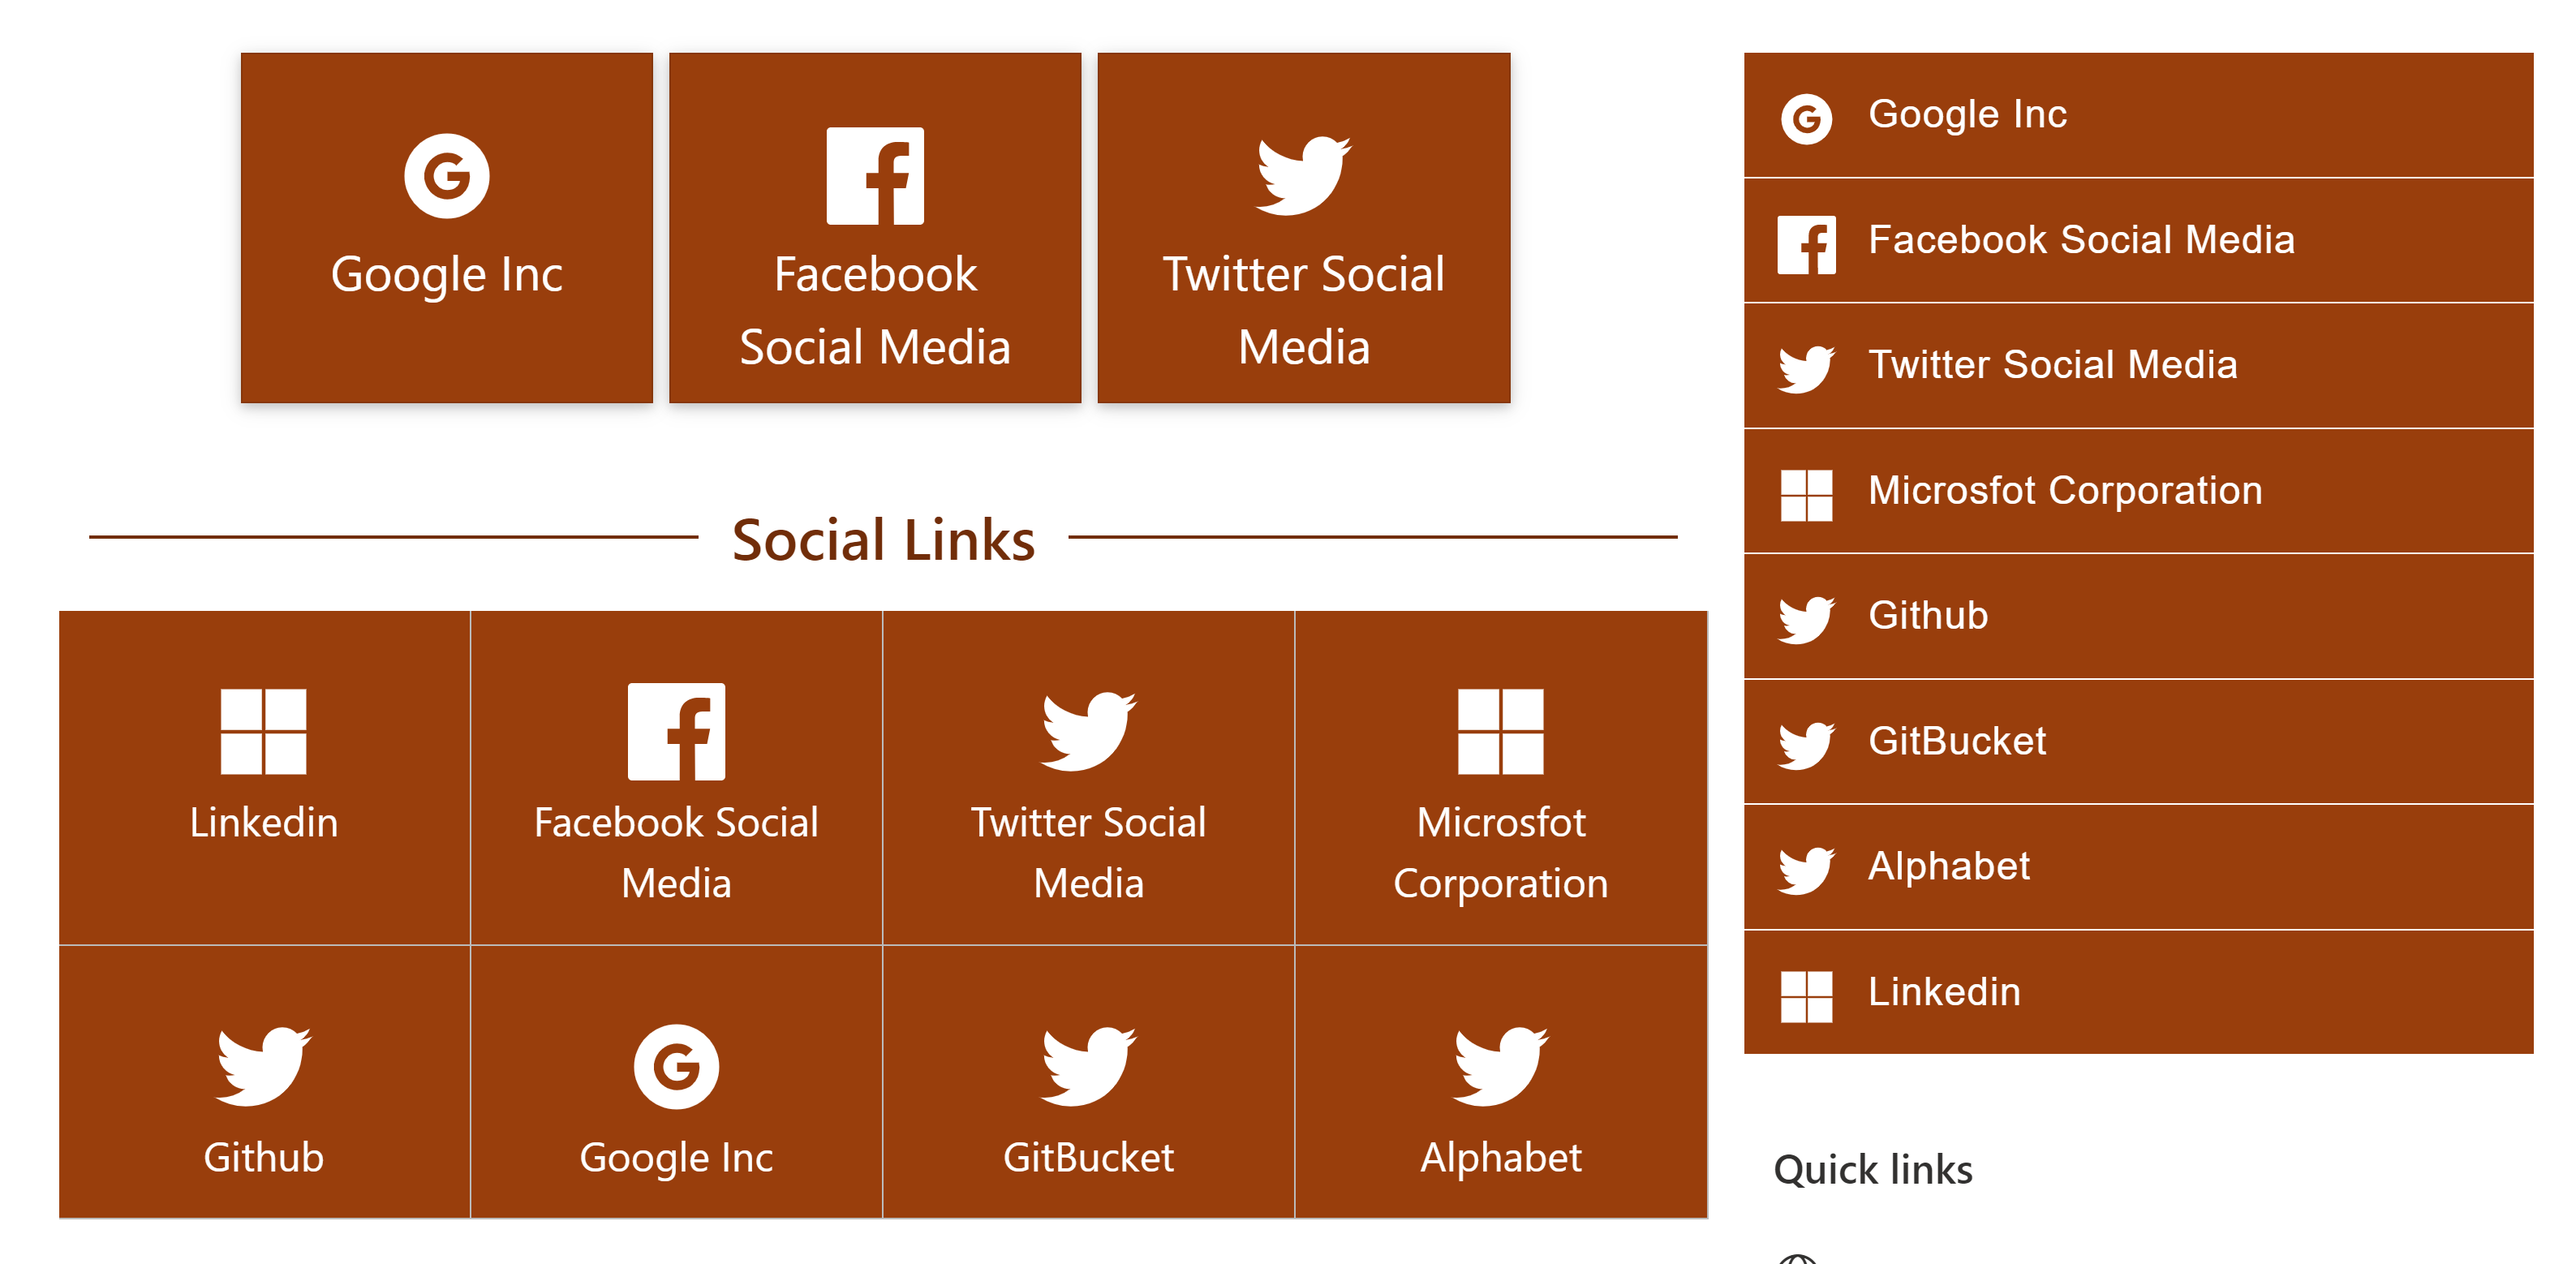 Google Inc
Facebook
Social Media
Twitter Social
Media
Social Links
Linkedin
Facebook Social
Media
Twitter Social
Media
Microsfot
Corporation
Github
Google Inc
GitBucket
Alphabet
Google Inc
Facebook Social Media
Twitter Social Media
Microsfot Corporation
Github
GitBucket
Alphabet
Linkedin
Quick links